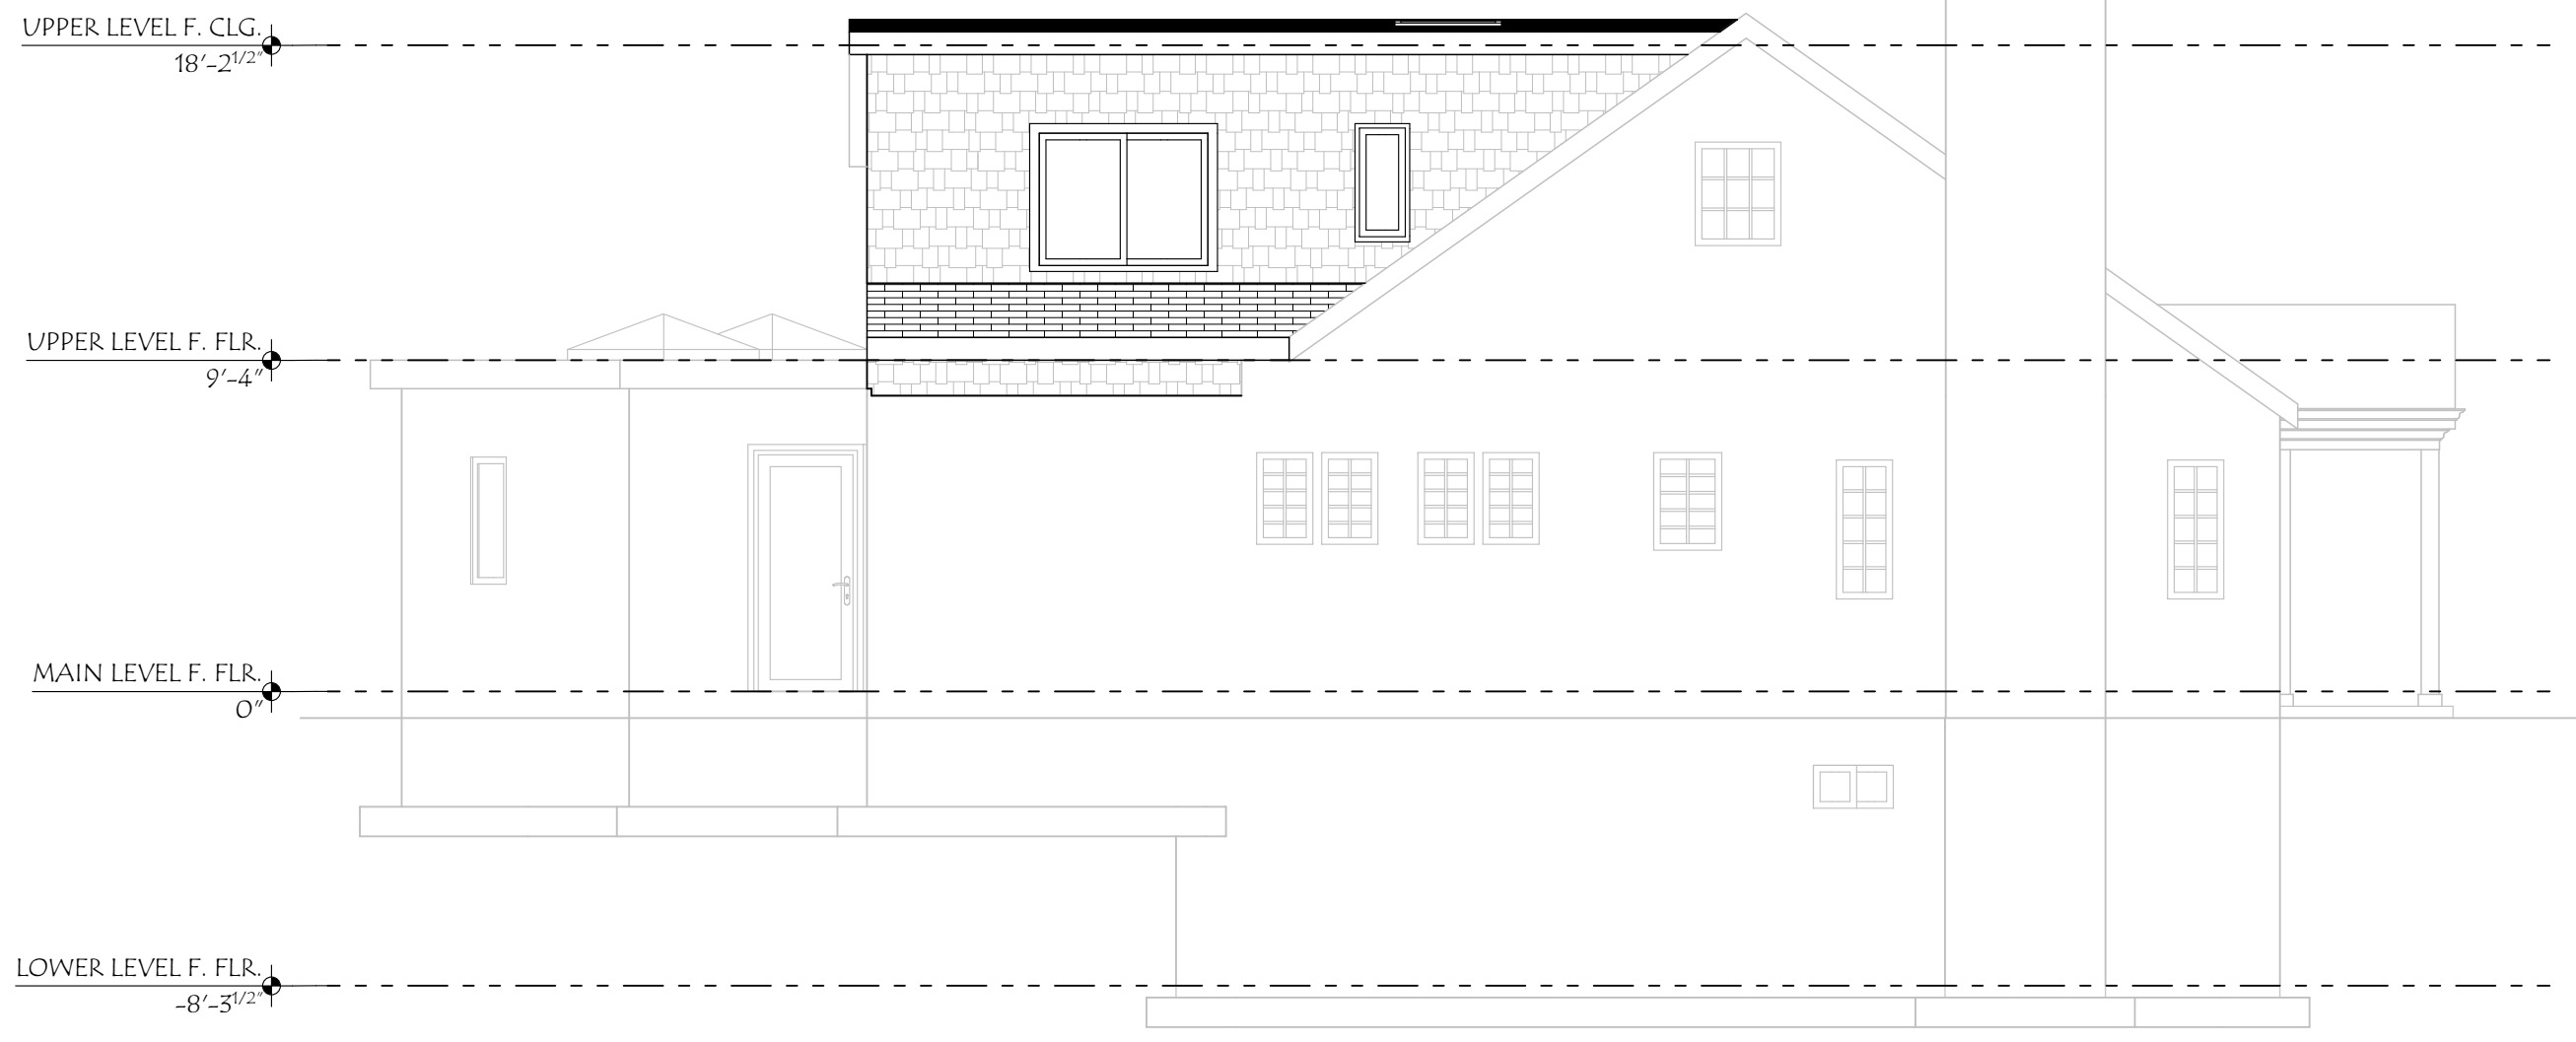 UPPER LEVEL F. CLG.
18'-2 1/2"
UPPER LEVEL F. FLR.
9'-4"
MAIN LEVEL F. FLR.
0"
LOWER LEVEL F. FLR.
-8'-3 1/2"